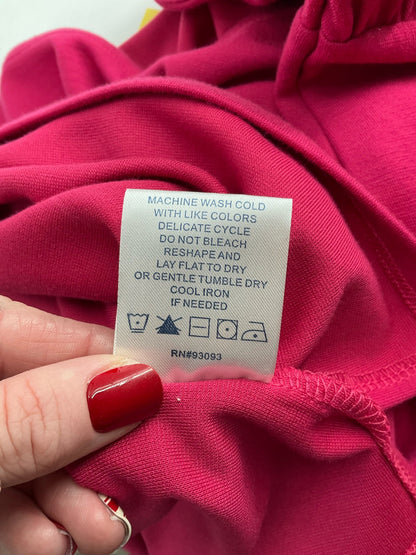 MACHINE WASH COLD
WITH LIKE COLORS
DELICATE CYCLE
DO NOT BLEACH
RESHAPE AND
LAY FLAT TO DRY
OR GENTLE TUMBLE DRY
COOL IRON
IF NEEDED
RN#93093